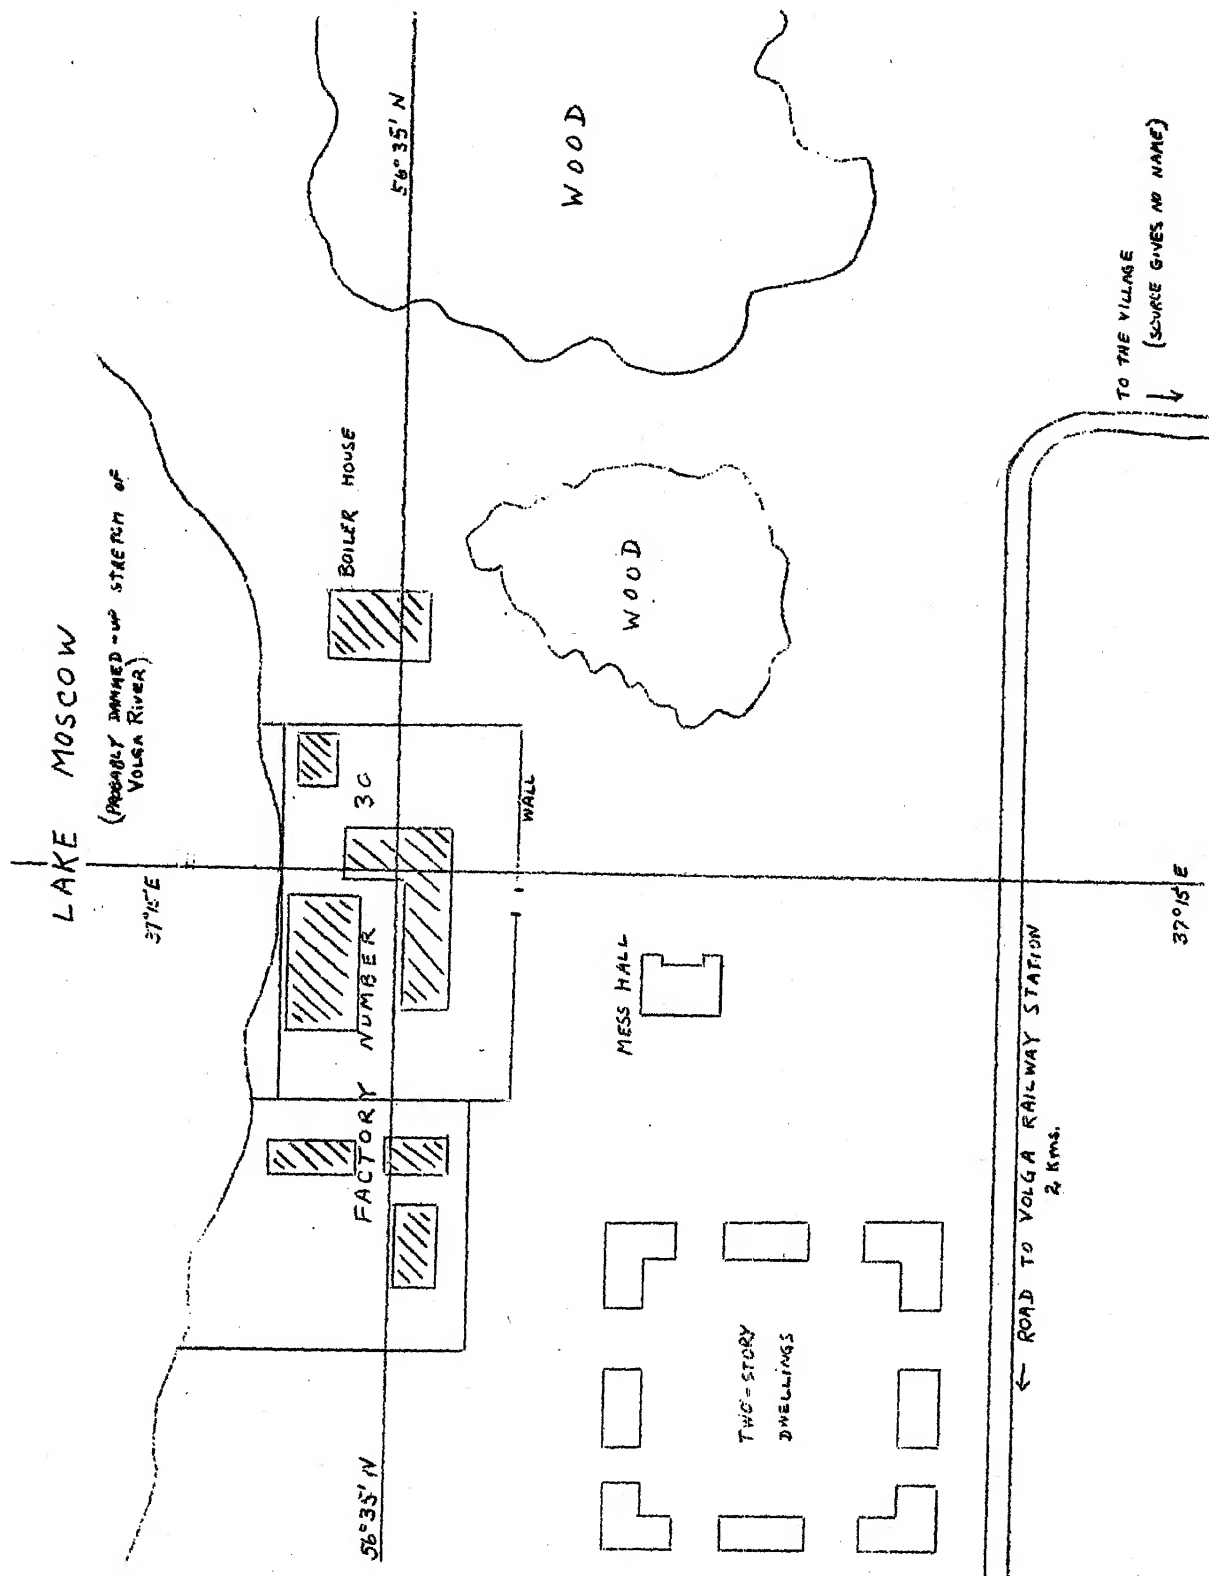 LAKE MOSCOW
(PROBABLY DAMMED-UP STRETCH OF
VOLGA RIVER)
37°15'E
BOILER HOUSE
56°35' N
FACTORY NUMBER 30
56°35' N
WALL
WOOD
WOOD
MESS HALL
TWO-STORY
DWELLINGS
← ROAD TO VOLGA RAILWAY STATION
2 Kms.
TO THE VILLAGE
(SOURCE GIVES NO NAME)
37°15'E